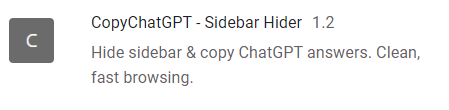 C
CopyChatGPT - Sidebar Hider 1.2
Hide sidebar & copy ChatGPT answers. Clean,
fast browsing.